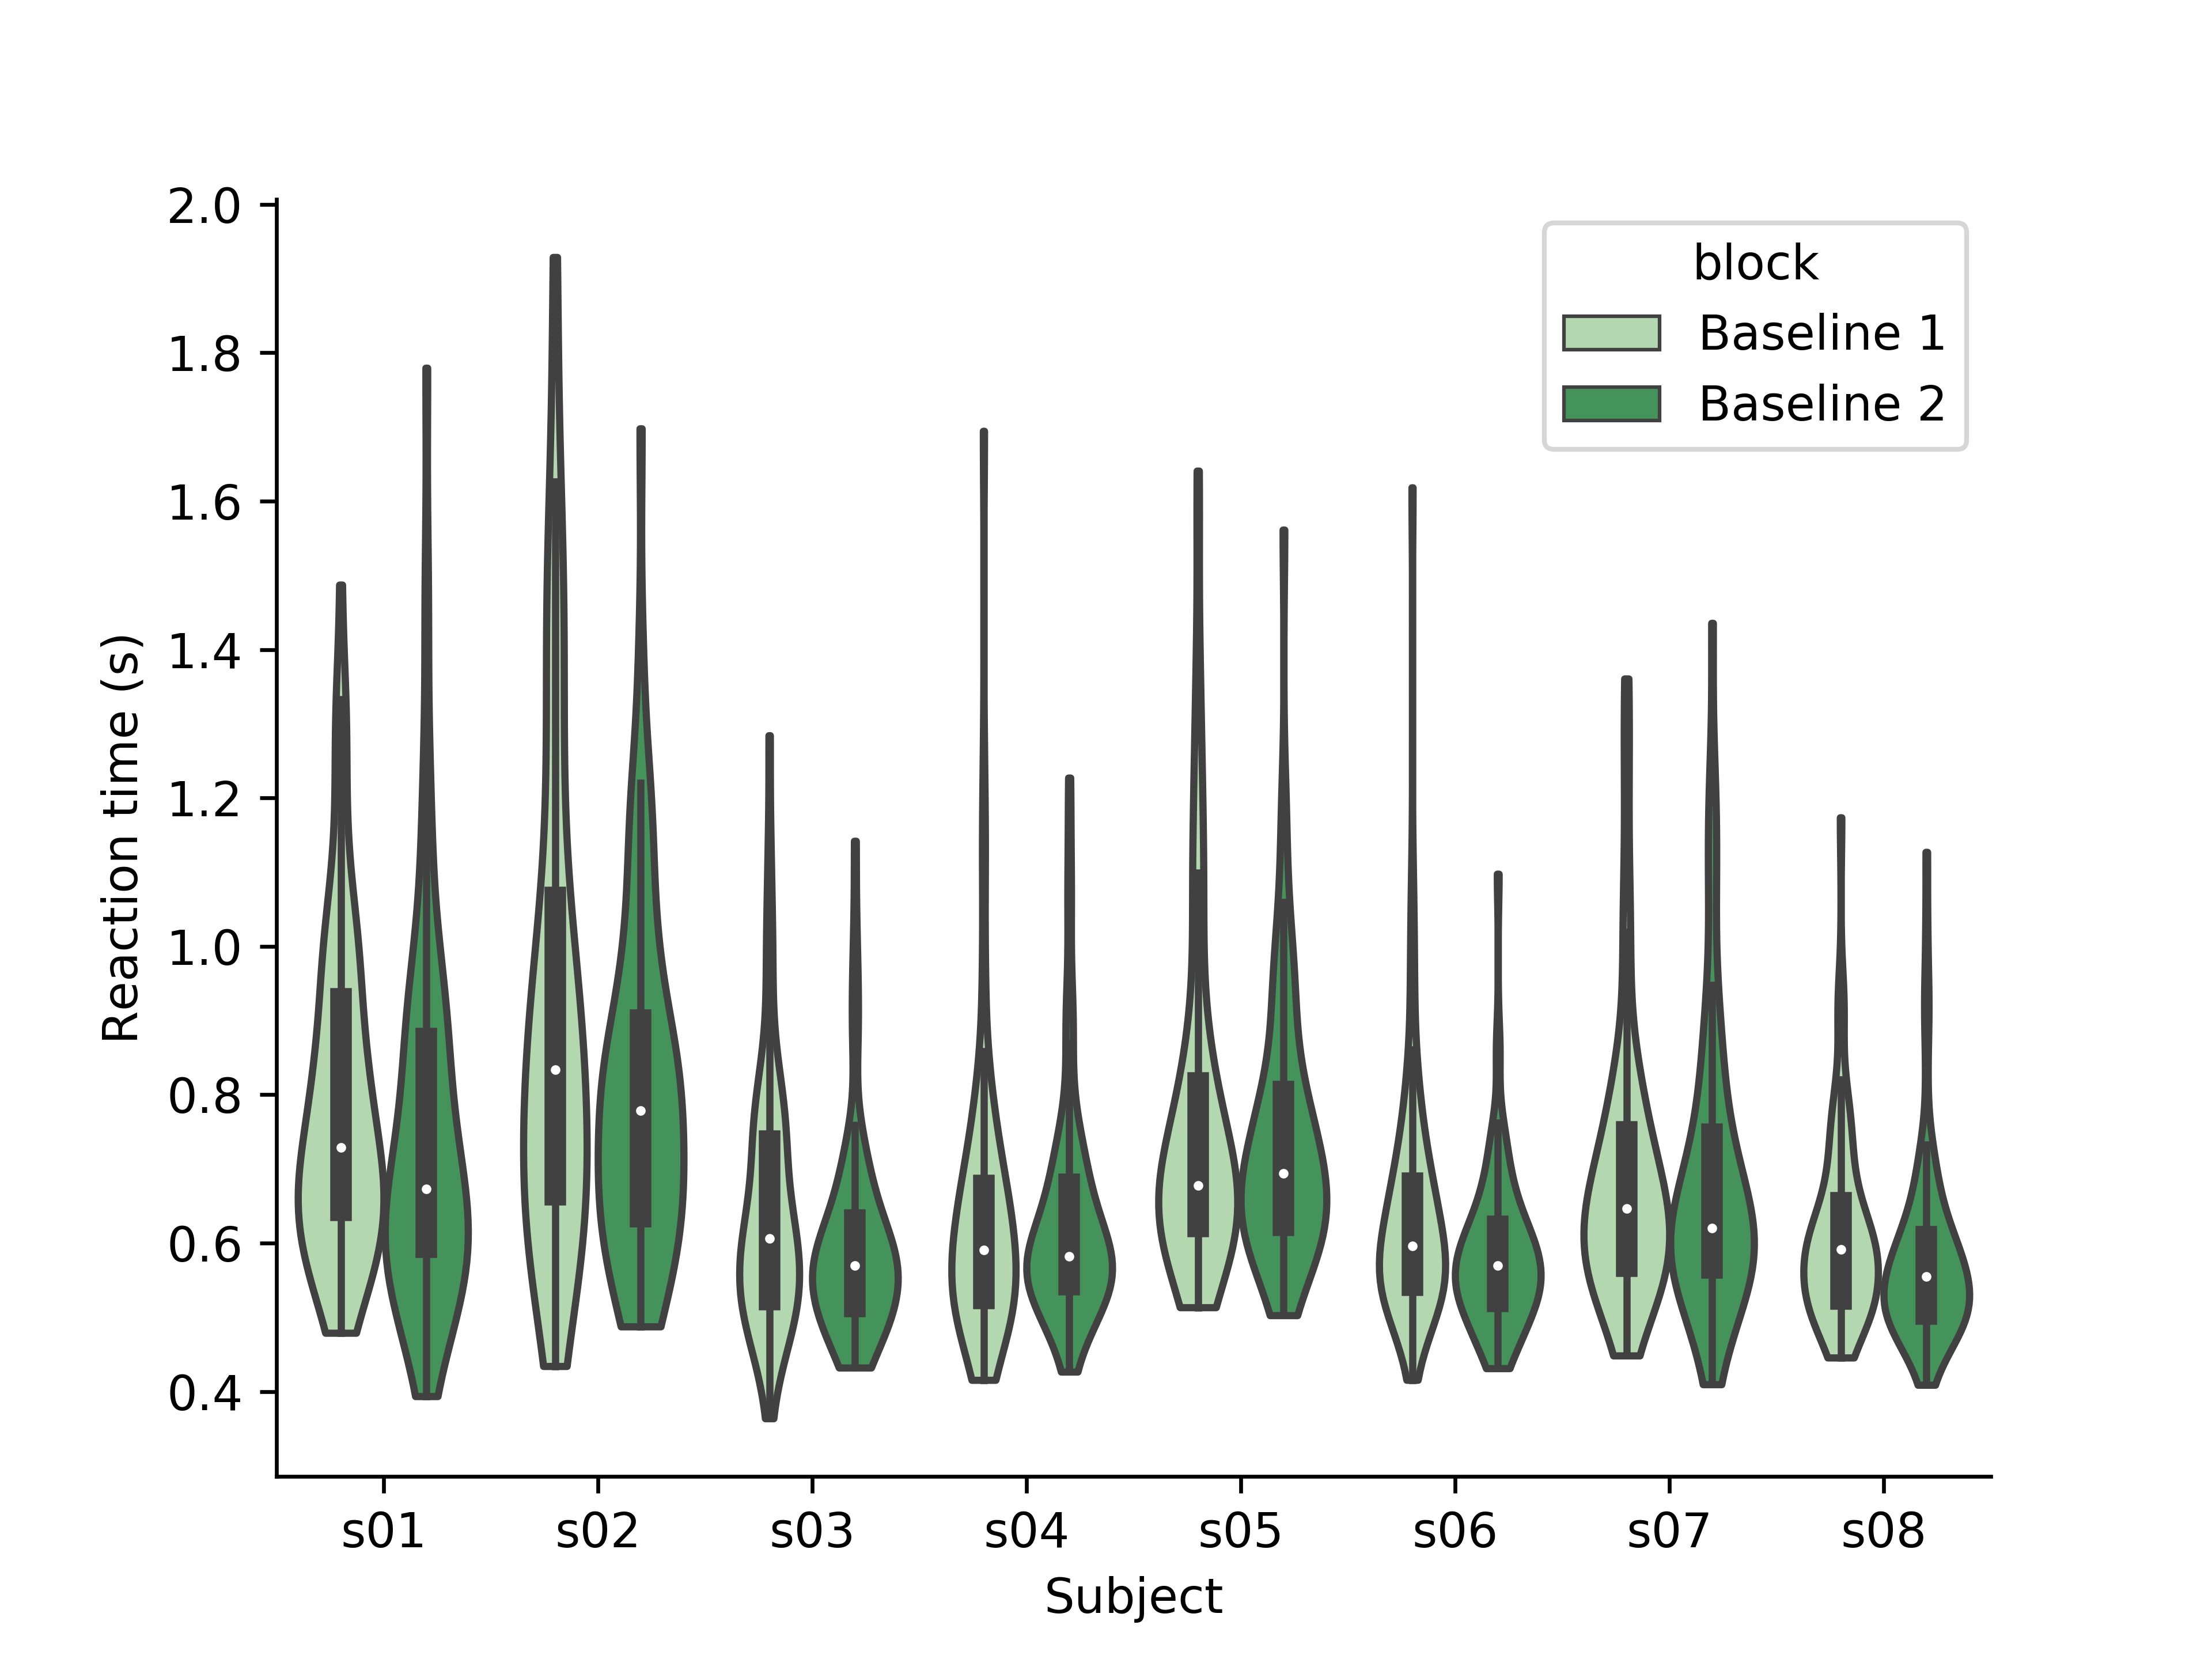 2.0
1.8
1.6
1.4
1.2
1.0
0.8
0.6
0.4
Reaction time (s)
block
Baseline 1
Baseline 2
s01 s02 s03 s04 s05 s06 s07 s08
Subject